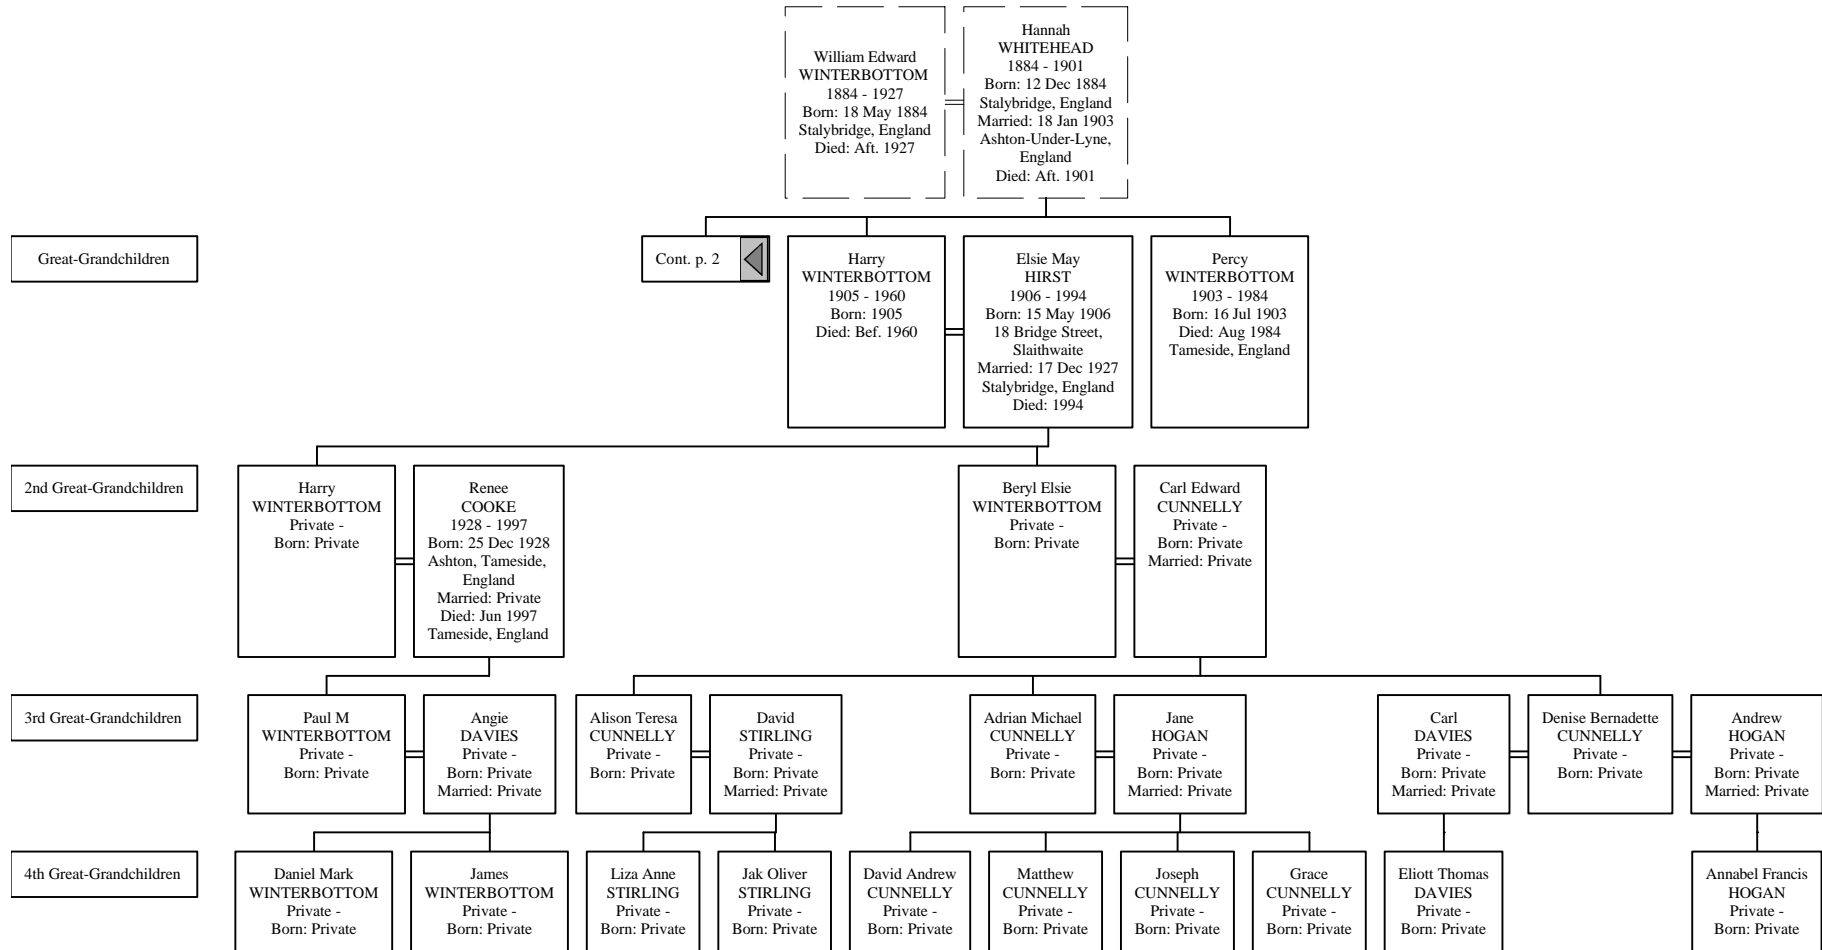 William Edward
WINTERBOTTOM
1884 - 1927
Born: 18 May 1884
Stalybridge, England
Died: Aft. 1927
Hannah
WHITEHEAD
1884 - 1901
Born: 12 Dec 1884
Stalybridge, England
Married: 18 Jan 1903
Ashton-Under-Lyne,
England
Died: Aft. 1901
Great-Grandchildren
Cont. p. 2
Harry
WINTERBOTTOM
1905 - 1960
Born: 1905
Died: Bef. 1960
Elsie May
HIRST
1906 - 1994
Born: 15 May 1906
18 Bridge Street,
Slaithwaite
Married: 17 Dec 1927
Stalybridge, England
Died: 1994
Percy
WINTERBOTTOM
1903 - 1984
Born: 16 Jul 1903
Died: Aug 1984
Tameside, England
2nd Great-Grandchildren
Harry
WINTERBOTTOM
Private -
Born: Private
Renee
COOKE
1928 - 1997
Born: 25 Dec 1928
Ashton, Tameside,
England
Married: Private
Died: Jun 1997
Tameside, England
Beryl Elsie
WINTERBOTTOM
Private -
Born: Private
Carl Edward
CUNNELLY
Private -
Born: Private
Married: Private
3rd Great-Grandchildren
Paul M
WINTERBOTTOM
Private -
Born: Private
Angie
DAVIES
Private -
Born: Private
Married: Private
Alison Teresa
CUNNELLY
Private -
Born: Private
David
STIRLING
Private -
Born: Private
Married: Private
Adrian Michael
CUNNELLY
Private -
Born: Private
Jane
HOGAN
Private -
Born: Private
Married: Private
Carl
DAVIES
Private -
Born: Private
Married: Private
Denise Bernadette
CUNNELLY
Private -
Born: Private
Andrew
HOGAN
Private -
Born: Private
Married: Private
4th Great-Grandchildren
Daniel Mark
WINTERBOTTOM
Private -
Born: Private
James
WINTERBOTTOM
Private -
Born: Private
Liza Anne
STIRLING
Private -
Born: Private
Jak Oliver
STIRLING
Private -
Born: Private
David Andrew
CUNNELLY
Private -
Born: Private
Matthew
CUNNELLY
Private -
Born: Private
Joseph
CUNNELLY
Private -
Born: Private
Grace
CUNNELLY
Private -
Born: Private
Eliott Thomas
DAVIES
Private -
Born: Private
Annabel Francis
HOGAN
Private -
Born: Private